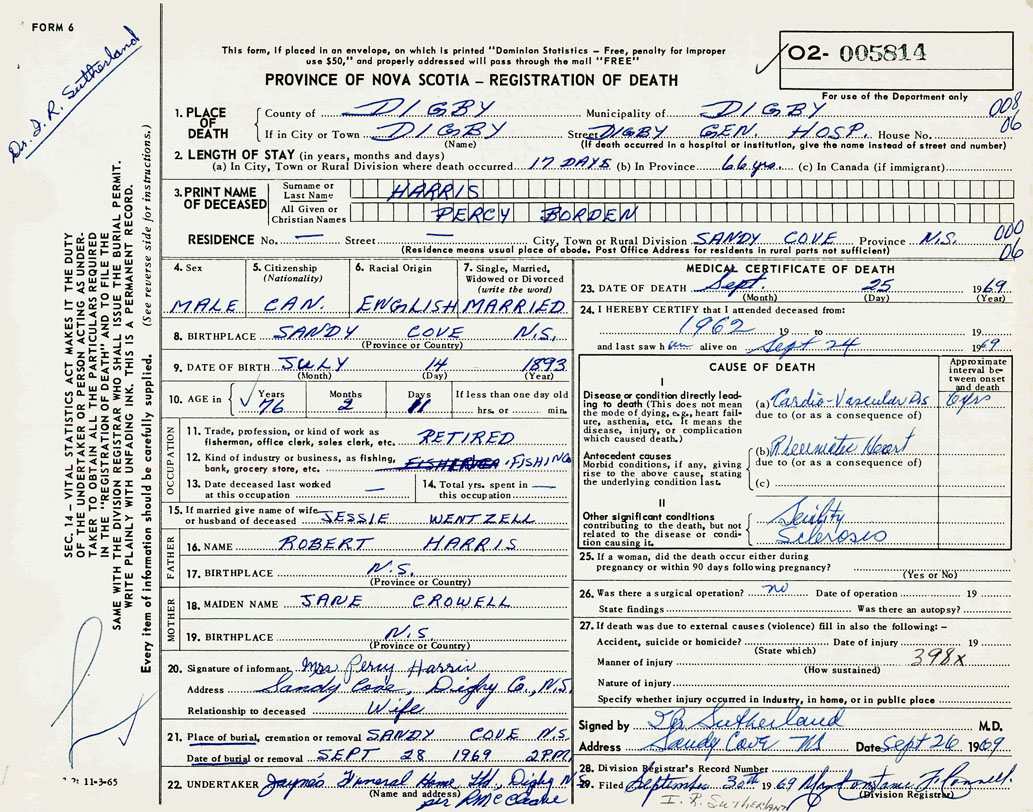 FORM 6
Dr. I. R. Sutherland
This form, if placed in an envelope, on which is printed "Dominion Statistics – Free, penalty for improper
use $50," and properly addressed will pass through the mail "FREE"
PROVINCE OF NOVA SCOTIA – REGISTRATION OF DEATH
O2- 005814
For use of the Department only
008
06
1. PLACE OF DEATH County of DIGBY Municipality of DIGBY
If in City or Town DIGBY Street DIGBY GEN. HOSP. House No.
(Name) (If death occurred in a hospital or institution, give the name instead of street and number)
2. LENGTH OF STAY (in years, months and days)
(a) In City, Town or Rural Division where death occurred 17 DAYS (b) In Province 66 yrs. (c) In Canada (if immigrant)
3. PRINT NAME OF DECEASED
Surname or Last Name HARRIS
All Given or Christian Names PERCY BORDEN
RESIDENCE No. — Street — City, Town or Rural Division SANDY COVE Province N.S.
(Residence means usual place of abode. Post Office Address for residents in rural parts not sufficient)
000
06
4. Sex MALE
5. Citizenship (Nationality) CAN.
6. Racial Origin ENGLISH
7. Single, Married, Widowed or Divorced (write the word) MARRIED
8. BIRTHPLACE SANDY COVE N.S.
(Province or Country)
9. DATE OF BIRTH JULY 14 1893
(Month) (Day) (Year)
10. AGE in Years 76 Months 2 Days 11 If less than one day old hrs. or min.
OCCUPATION
11. Trade, profession, or kind of work as fisherman, office clerk, sales clerk, etc. RETIRED
12. Kind of industry or business, as fishing, bank, grocery store, etc. FISHING
13. Date deceased last worked at this occupation —
14. Total yrs. spent in this occupation —
15. If married give name of wife or husband of deceased JESSIE WENTZELL
FATHER
16. NAME ROBERT HARRIS
17. BIRTHPLACE N.S.
(Province or Country)
MOTHER
18. MAIDEN NAME JANE CROWELL
19. BIRTHPLACE N.S
(Province or Country)
20. Signature of informant Mrs Percy Harris
Address Sandy Cove, Digby Co., N.S.
Relationship to deceased Wife
21. Place of burial, cremation or removal SANDY COVE N.S.
Date of burial or removal SEPT 28 1969 2 P.M.
22. UNDERTAKER Jayne's Funeral Home Ltd, Digby N.S.
(Name and address)
per
MEDICAL CERTIFICATE OF DEATH
23. DATE OF DEATH Sept. 25 1969
(Month) (Day) (Year)
24. I HEREBY CERTIFY that I attended deceased from:
1962 19 to 19
and last saw him alive on Sept 24 1969
CAUSE OF DEATH
Approximate interval between onset and death
I
Disease or condition directly leading to death (This does not mean the mode of dying, e.g., heart failure, asthenia, etc. It means the disease, injury, or complication which caused death.)
(a) Cardio-Vascular Dis 6 yrs
due to (or as a consequence of)
Antecedent causes
Morbid conditions, if any, giving rise to the above cause, stating the underlying condition last.
(b) Rheumatic Heart
due to (or as a consequence of)
(c)
II
Other significant conditions contributing to the death, but not related to the disease or condition causing it.
Senility
Sclerosis
25. If a woman, did the death occur either during pregnancy or within 90 days following pregnancy?
(Yes or No)
26. Was there a surgical operation? no Date of operation 19
State findings Was there an autopsy?
27. If death was due to external causes (violence) fill in also the following: –
Accident, suicide or homicide? Date of injury 19
(State which)
Manner of injury 398x
(How sustained)
Nature of injury
Specify whether injury occurred in industry, in home, or in public place
Signed by I R Sutherland M.D.
Address Sandy Cove NS Date Sept 26 1969
28. Division Registrar's Record Number
29. Filed September 30th 1969
(Division Registrar)
I. R. SUTHERLAND
SEC. 14 – VITAL STATISTICS ACT MAKES IT THE DUTY
OF THE UNDERTAKER OR PERSON ACTING AS UNDER-
TAKER TO OBTAIN ALL THE PARTICULARS REQUIRED
IN THE "REGISTRATION OF DEATH" AND TO FILE THE
SAME WITH THE DIVISION REGISTRAR WHO SHALL ISSUE THE BURIAL PERMIT.
WRITE PLAINLY WITH UNFADING INK. THIS IS A PERMANENT RECORD.
Every item of information should be carefully supplied. (See reverse side for instructions.)
11-3-65